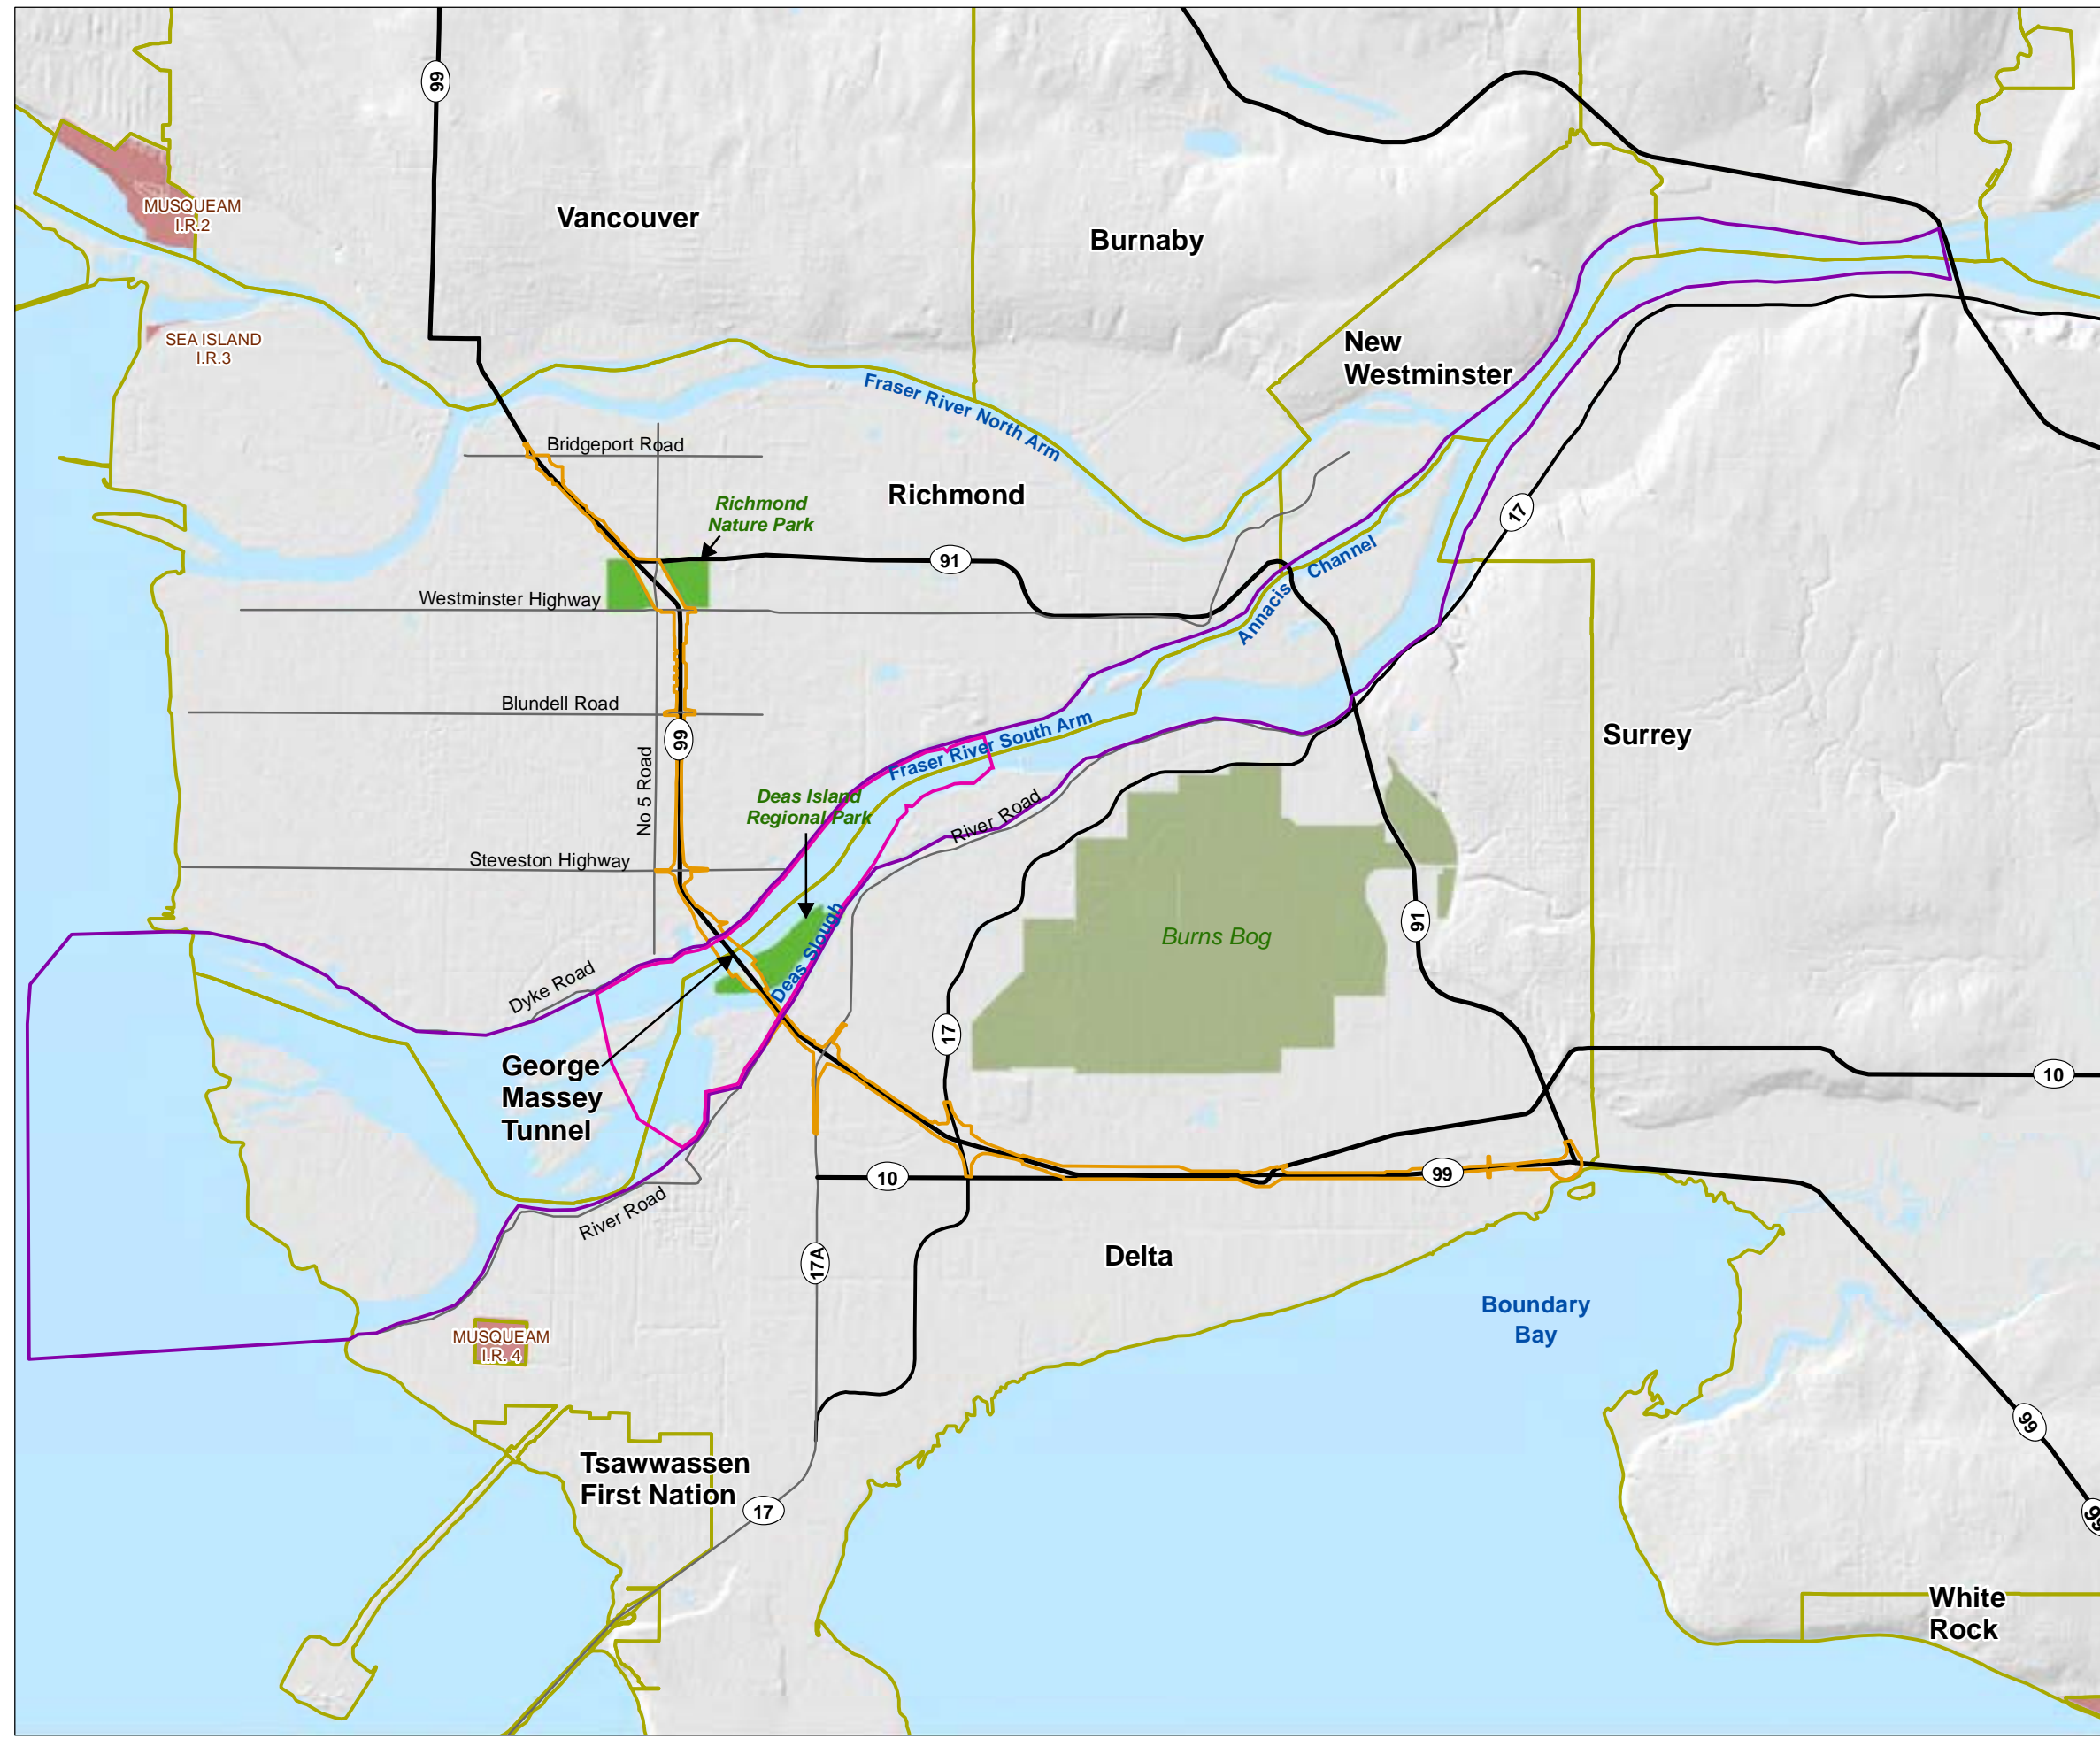 99
MUSQUEAM
I.R.2
Vancouver
Burnaby
SEA ISLAND
I.R.3
New
Westminster
Fraser River North Arm
Bridgeport Road
Richmond
Richmond
Nature Park
17
91
Annacis Channel
Westminster Highway
Blundell Road
99
No 5 Road
Fraser River South Arm
Surrey
Deas Island
Regional Park
River Road
Steveston Highway
Deas Slough
Burns Bog
91
Dyke Road
17
George
Massey
Tunnel
10
10
99
River Road
17A
Delta
Boundary
Bay
MUSQUEAM
I.R. 4
99
Tsawwassen
First Nation
17
99
White
Rock